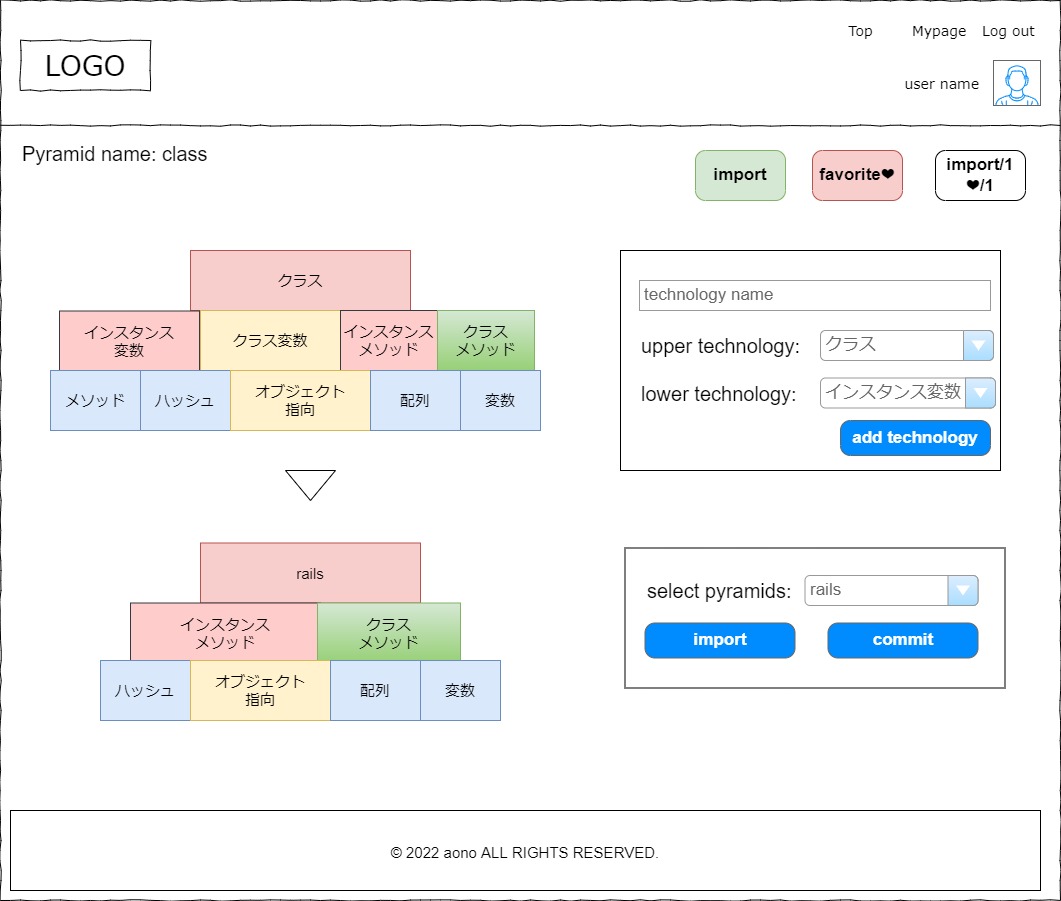 Top Mypage Log out
LOGO
user name
Pyramid name: class
import
favorite❤
import/1
❤/1
クラス
インスタンス
変数
クラス変数
インスタンス
メソッド
クラス
メソッド
メソッド
ハッシュ
オブジェクト
指向
配列
変数
technology name
upper technology:
クラス
lower technology:
インスタンス変数
add technology
rails
インスタンス
メソッド
クラス
メソッド
ハッシュ
オブジェクト
指向
配列
変数
select pyramids:
rails
import
commit
© 2022 aono ALL RIGHTS RESERVED.